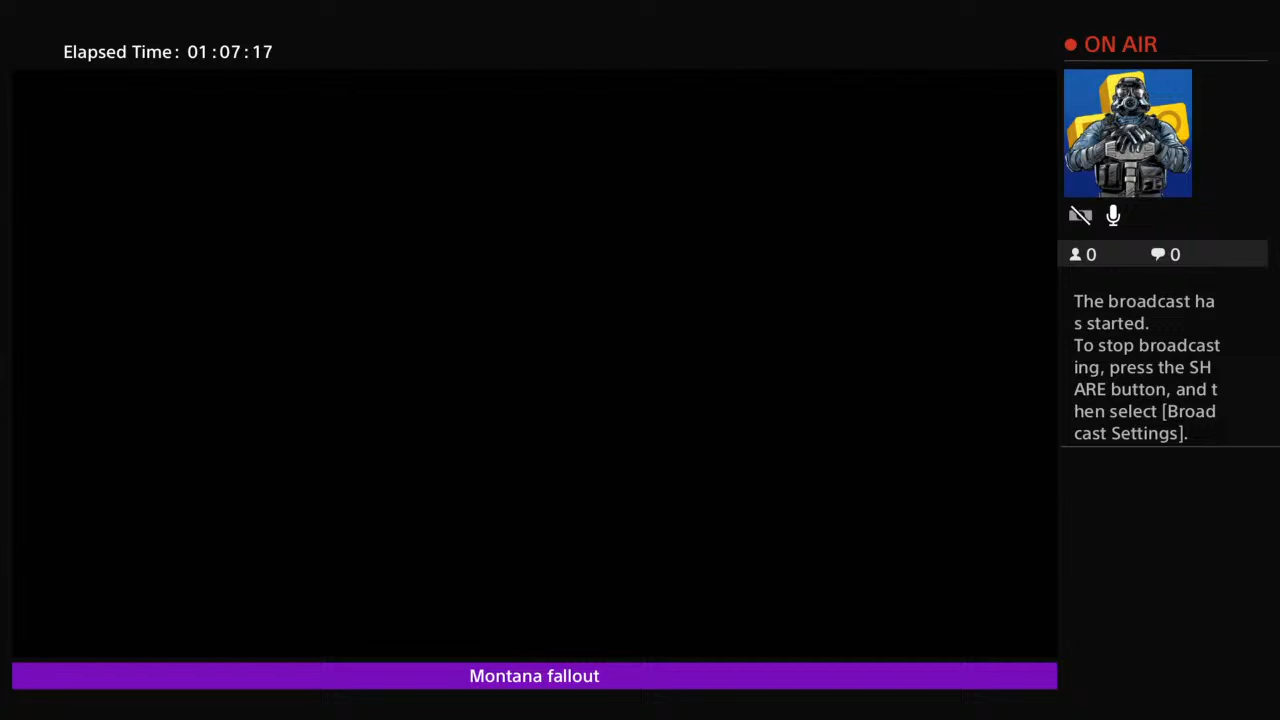 Elapsed Time: 01:07:17
ON AIR
0 0
The broadcast ha
s started.
To stop broadcast
ing, press the SH
ARE button, and t
hen select [Broad
cast Settings].
Montana fallout